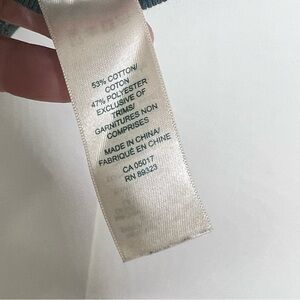 53% COTTON/
COTON
47% POLYESTER
EXCLUSIVE OF
TRIMS/
GARNITURES NON
COMPRISES
MADE IN CHINA/
FABRIQUÉ EN CHINE
CA 05017
RN 89323